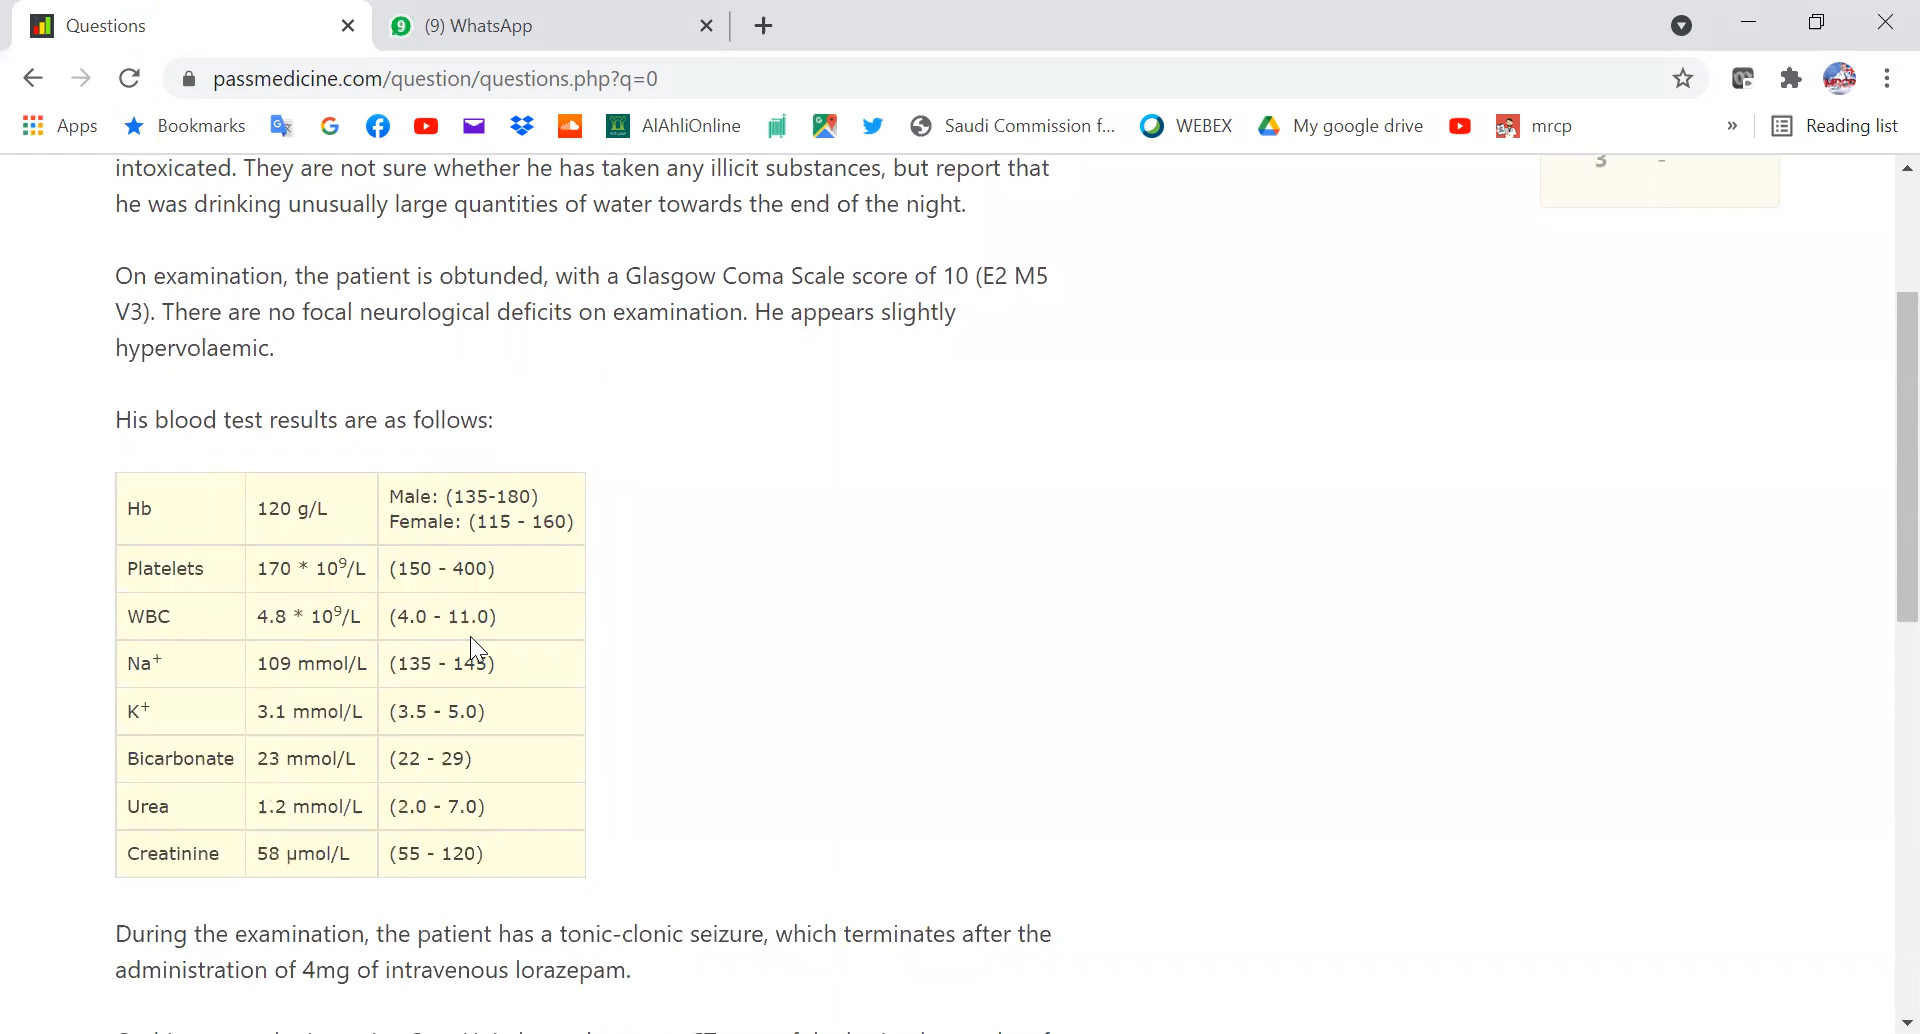 Questions
9
(9) WhatsApp
passmedicine.com/question/questions.php?q=0
Apps
Bookmarks
AlAhliOnline
Saudi Commission f...
WEBEX
My google drive
mrcp
»
Reading list
intoxicated. They are not sure whether he has taken any illicit substances, but report that
he was drinking unusually large quantities of water towards the end of the night.
3 -
On examination, the patient is obtunded, with a Glasgow Coma Scale score of 10 (E2 M5
V3). There are no focal neurological deficits on examination. He appears slightly
hypervolaemic.
His blood test results are as follows:
Hb 120 g/L Male: (135-180)
Female: (115 - 160)
Platelets 170 * 10⁹/L (150 - 400)
WBC 4.8 * 10⁹/L (4.0 - 11.0)
Na⁺ 109 mmol/L (135 - 145)
K⁺ 3.1 mmol/L (3.5 - 5.0)
Bicarbonate 23 mmol/L (22 - 29)
Urea 1.2 mmol/L (2.0 - 7.0)
Creatinine 58 µmol/L (55 - 120)
During the examination, the patient has a tonic-clonic seizure, which terminates after the
administration of 4mg of intravenous lorazepam.